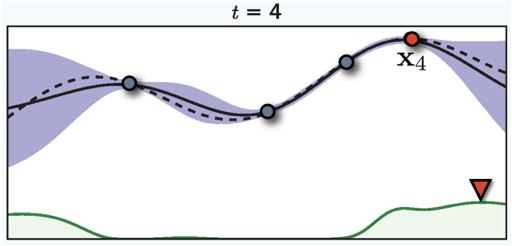 t = 4
x₄